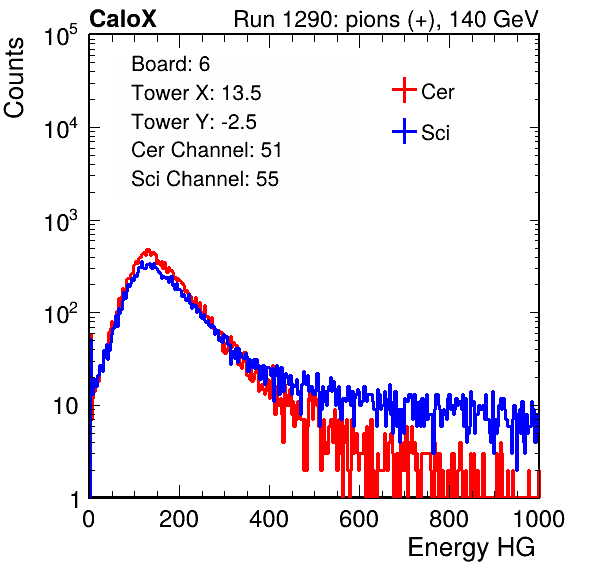 CaloX Run 1290: pions (+), 140 GeV
Counts
Board: 6
Tower X: 13.5
Tower Y: -2.5
Cer Channel: 51
Sci Channel: 55
Cer
Sci
10^5
10^4
10^3
10^2
10
1
0 200 400 600 800 1000
Energy HG